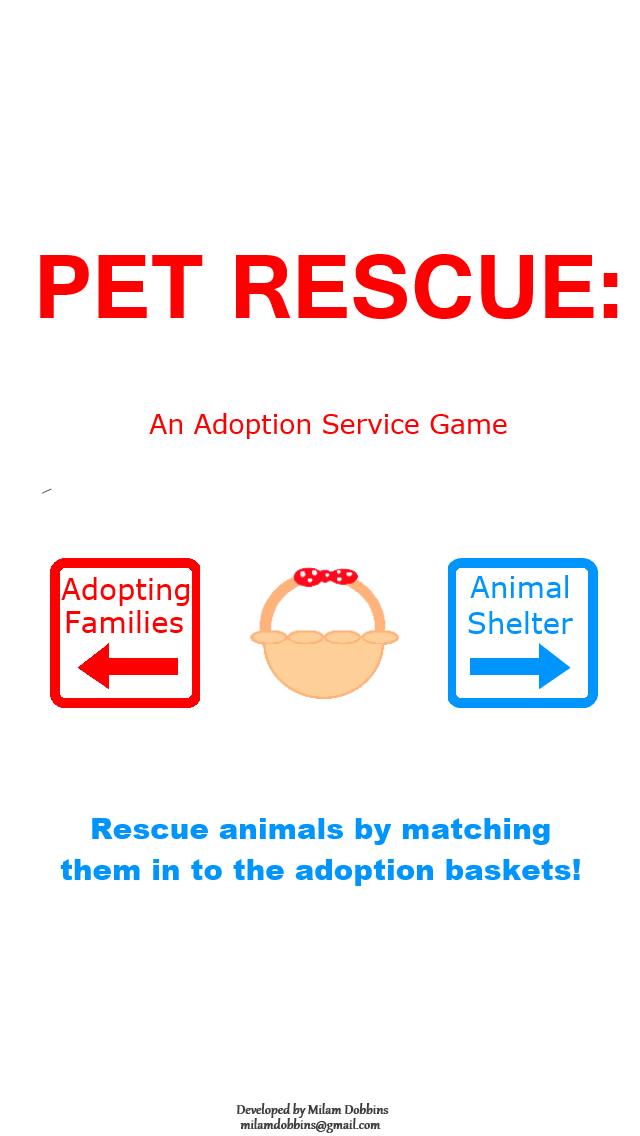 PET RESCUE:
An Adoption Service Game
Adopting
Families
Animal
Shelter
Rescue animals by matching
them in to the adoption baskets!
Developed by Milam Dobbins
milamdobbins@gmail.com